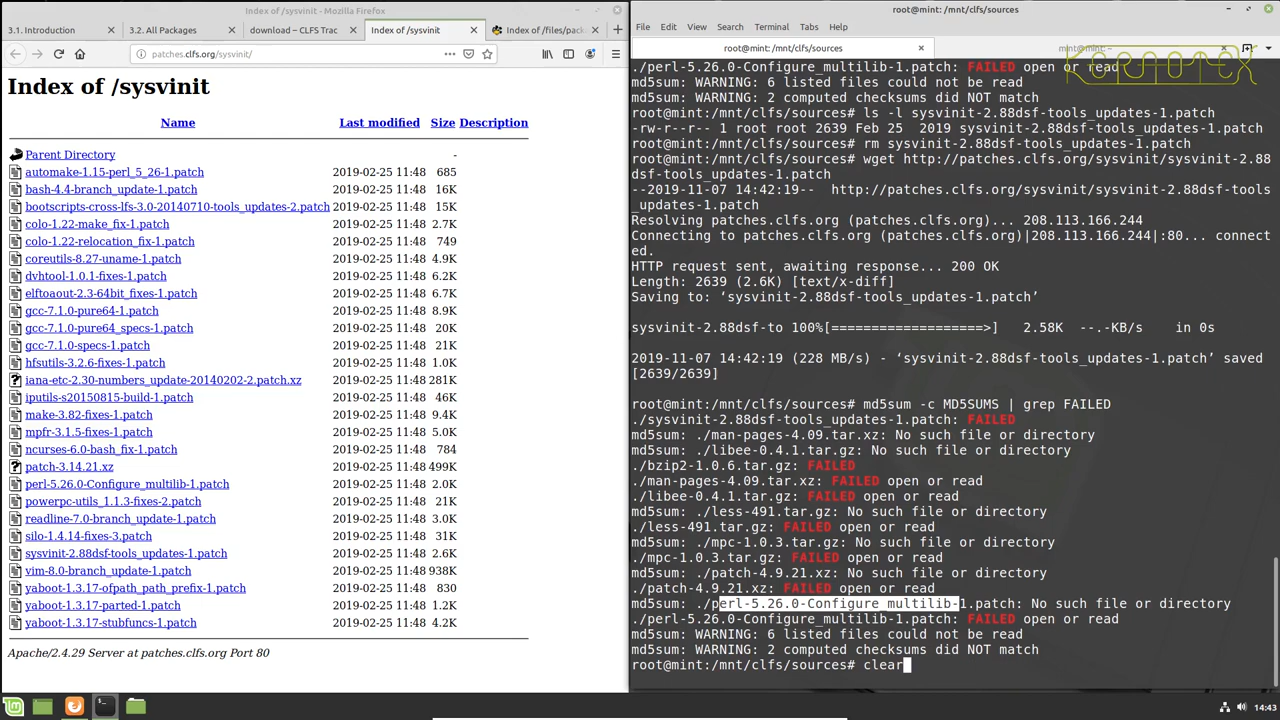 Index of /sysvinit - Mozilla Firefox
3.1. Introduction
3.2. All Packages
download – CLFS Trac
Index of /sysvinit
Index of /files/pack
patches.clfs.org/sysvinit/
Index of /sysvinit
Name Last modified Size Description
Parent Directory -
automake-1.15-perl_5_26-1.patch 2019-02-25 11:48 685
bash-4.4-branch_update-1.patch 2019-02-25 11:48 16K
bootscripts-cross-lfs-3.0-20140710-tools_updates-2.patch 2019-02-25 11:48 15K
colo-1.22-make_fix-1.patch 2019-02-25 11:48 2.7K
colo-1.22-relocation_fix-1.patch 2019-02-25 11:48 749
coreutils-8.27-uname-1.patch 2019-02-25 11:48 4.9K
dvhtool-1.0.1-fixes-1.patch 2019-02-25 11:48 6.2K
elftoaout-2.3-64bit_fixes-1.patch 2019-02-25 11:48 6.7K
gcc-7.1.0-pure64-1.patch 2019-02-25 11:48 8.9K
gcc-7.1.0-pure64_specs-1.patch 2019-02-25 11:48 20K
gcc-7.1.0-specs-1.patch 2019-02-25 11:48 21K
hfsutils-3.2.6-fixes-1.patch 2019-02-25 11:48 1.0K
iana-etc-2.30-numbers_update-20140202-2.patch.xz 2019-02-25 11:48 281K
iputils-s20150815-build-1.patch 2019-02-25 11:48 46K
make-3.82-fixes-1.patch 2019-02-25 11:48 9.4K
mpfr-3.1.5-fixes-1.patch 2019-02-25 11:48 5.0K
ncurses-6.0-bash_fix-1.patch 2019-02-25 11:48 784
patch-3.14.21.xz 2019-02-25 11:48 499K
perl-5.26.0-Configure_multilib-1.patch 2019-02-25 11:48 2.0K
powerpc-utils_1.1.3-fixes-2.patch 2019-02-25 11:48 21K
readline-7.0-branch_update-1.patch 2019-02-25 11:48
silo-1.4.14-fixes-3.patch 2019-02-25 11:48 31K
sysvinit-2.88dsf-tools_updates-1.patch 2019-02-25 11:48 2.6K
vim-8.0-branch_update-1.patch 2019-02-25 11:48 938K
yaboot-1.3.17-ofpath_path_prefix-1.patch 2019-02-25 11:48 830
yaboot-1.3.17-parted-1.patch 2019-02-25 11:48 1.2K
yaboot-1.3.17-stubfuncs-1.patch 2019-02-25 11:48 4.2K
Apache/2.4.29 Server at patches.clfs.org Port 80
root@mint: /mnt/clfs/sources
File Edit View Search Terminal Tabs Help
root@mint: /mnt/clfs/sources
root@mint: ~
./perl-5.26.0-Configure_multilib-1.patch: FAILED open or read
md5sum: WARNING: 6 listed files could not be read
md5sum: WARNING: 2 computed checksums did NOT match
root@mint:/mnt/clfs/sources# ls -l sysvinit-2.88dsf-tools_updates-1.patch
-rw-r--r-- 1 root root 2639 Feb 25  2019 sysvinit-2.88dsf-tools_updates-1.patch
root@mint:/mnt/clfs/sources# rm sysvinit-2.88dsf-tools_updates-1.patch
root@mint:/mnt/clfs/sources# wget http://patches.clfs.org/sysvinit/sysvinit-2.88
dsf-tools_updates-1.patch
--2019-11-07 14:42:19--  http://patches.clfs.org/sysvinit/sysvinit-2.88dsf-tools
_updates-1.patch
Resolving patches.clfs.org (patches.clfs.org)... 208.113.166.244
Connecting to patches.clfs.org (patches.clfs.org)|208.113.166.244|:80... connect
ed.
HTTP request sent, awaiting response... 200 OK
Length: 2639 (2.6K) [text/x-diff]
Saving to: ‘sysvinit-2.88dsf-tools_updates-1.patch’
sysvinit-2.88dsf-to 100%[===================>]   2.58K  --.-KB/s    in 0s
2019-11-07 14:42:19 (228 MB/s) - ‘sysvinit-2.88dsf-tools_updates-1.patch’ saved
[2639/2639]
root@mint:/mnt/clfs/sources# md5sum -c MD5SUMS | grep FAILED
./sysvinit-2.88dsf-tools_updates-1.patch: FAILED
md5sum: ./man-pages-4.09.tar.xz: No such file or directory
md5sum: ./libee-0.4.1.tar.gz: No such file or directory
./bzip2-1.0.6.tar.gz: FAILED
./man-pages-4.09.tar.xz: FAILED open or read
./libee-0.4.1.tar.gz: FAILED open or read
md5sum: ./less-491.tar.gz: No such file or directory
./less-491.tar.gz: FAILED open or read
md5sum: ./mpc-1.0.3.tar.gz: No such file or directory
./mpc-1.0.3.tar.gz: FAILED open or read
md5sum: ./patch-4.9.21.xz: No such file or directory
./patch-4.9.21.xz: FAILED open or read
md5sum: ./perl-5.26.0-Configure_multilib-1.patch: No such file or directory
./perl-5.26.0-Configure_multilib-1.patch: FAILED open or read
md5sum: WARNING: 6 listed files could not be read
md5sum: WARNING: 2 computed checksums did NOT match
root@mint:/mnt/clfs/sources# clear
14:43